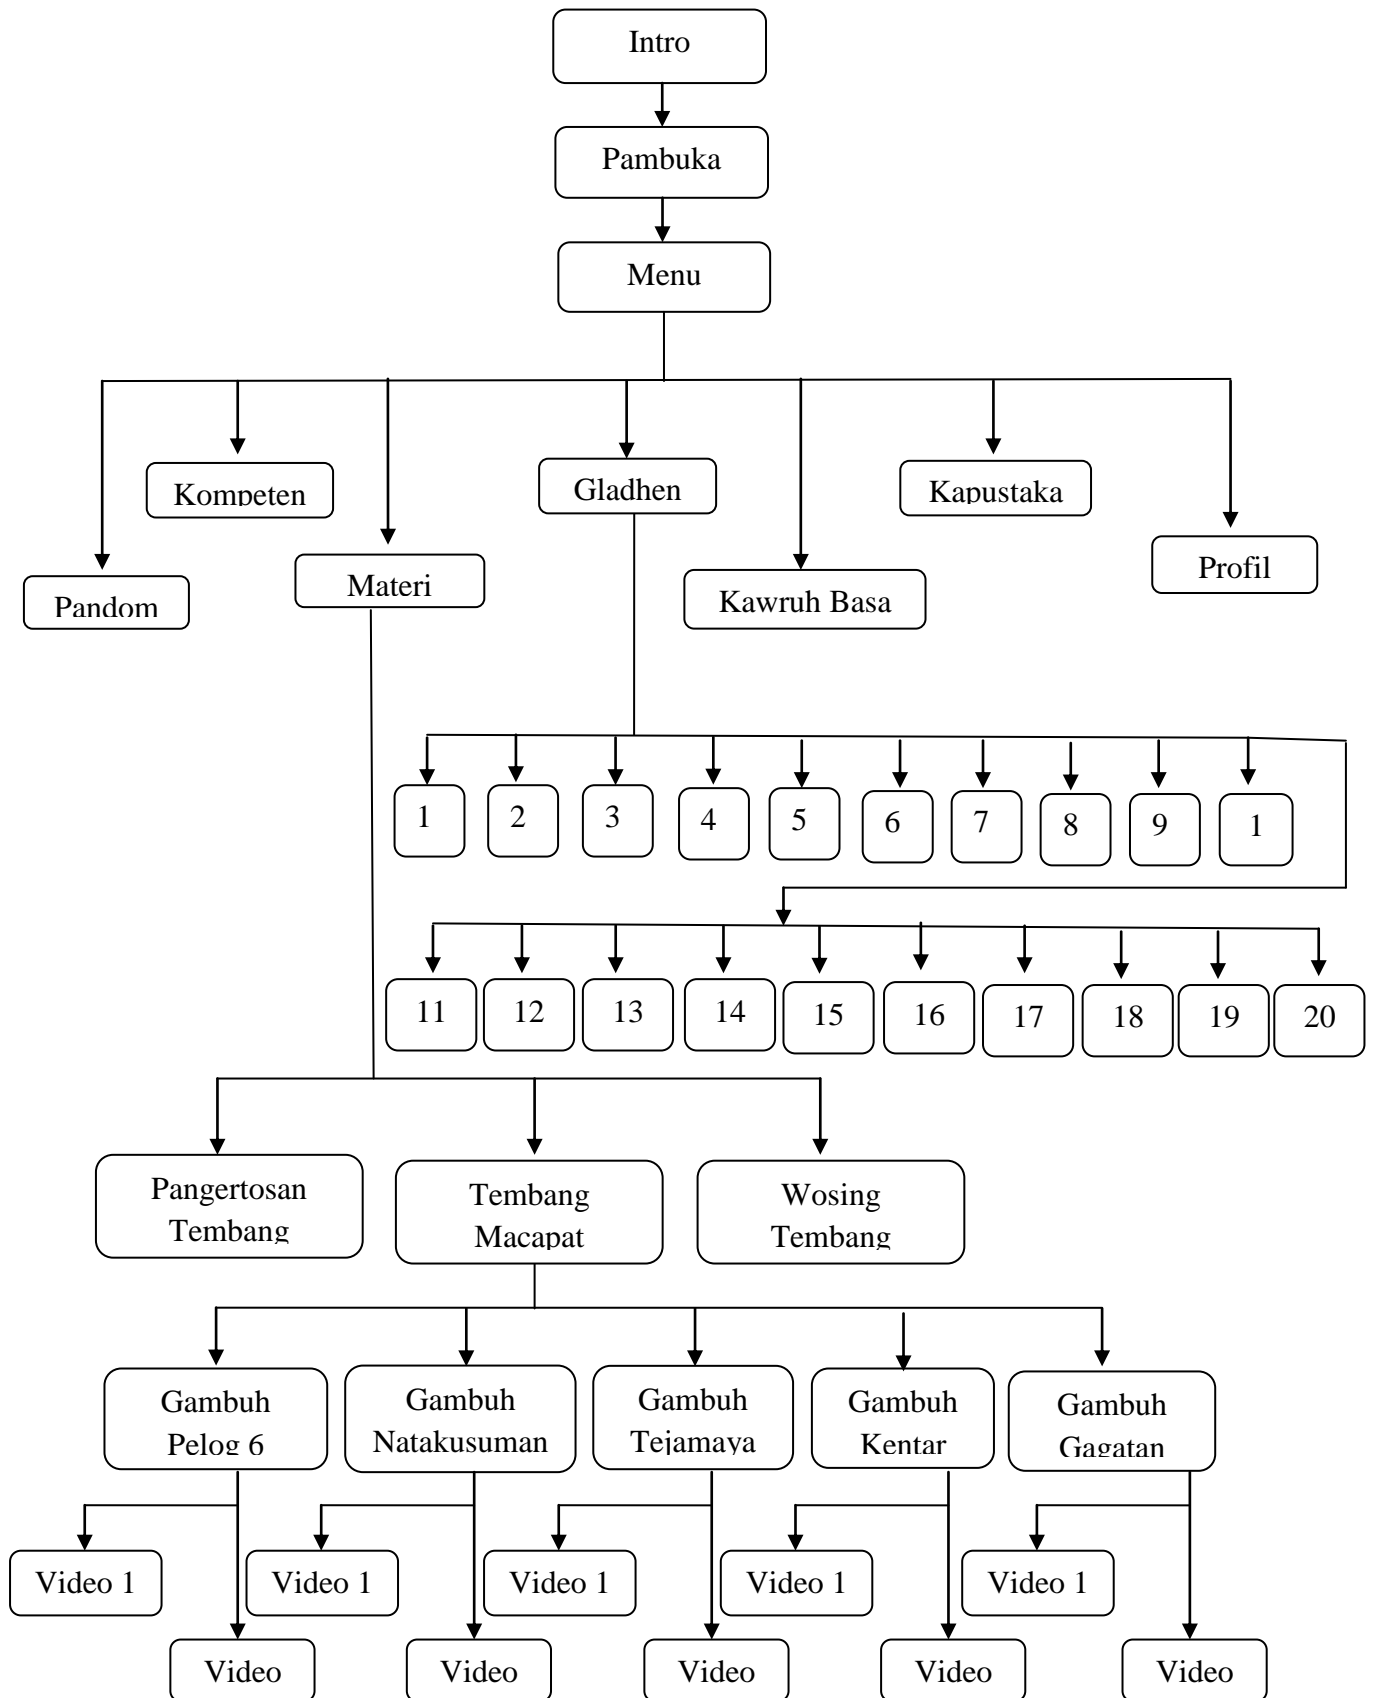 Intro
Pambuka
Menu
Kompeten
Gladhen
Kapustaka
Profil
Materi
Kawruh Basa
Pandom
1
2
3
4
5
6
7
8
9
1
11
12
13
14
15
16
17
18
19
20
Pangertosan
Tembang
Tembang
Macapat
Wosing
Tembang
Gambuh
Pelog 6
Gambuh
Natakusuman
Gambuh
Tejamaya
Gambuh
Kentar
Gambuh
Gagatan
Video 1
Video 1
Video 1
Video 1
Video 1
Video
Video
Video
Video
Video